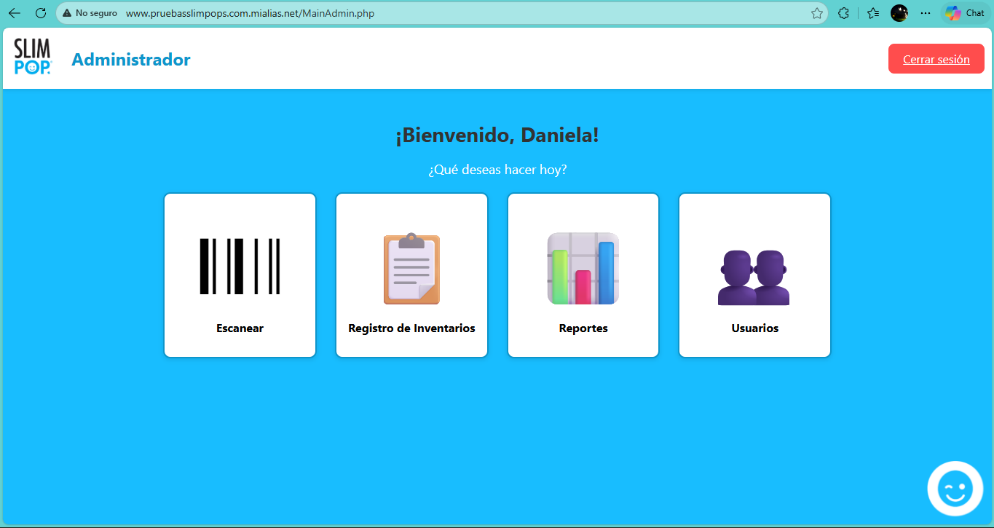 No seguro www.pruebasslimpops.com.mialias.net/MainAdmin.php
Chat
SLIM
POP.
Administrador
Cerrar sesión
¡Bienvenido, Daniela!
¿Qué deseas hacer hoy?
Escanear
Registro de Inventarios
Reportes
Usuarios